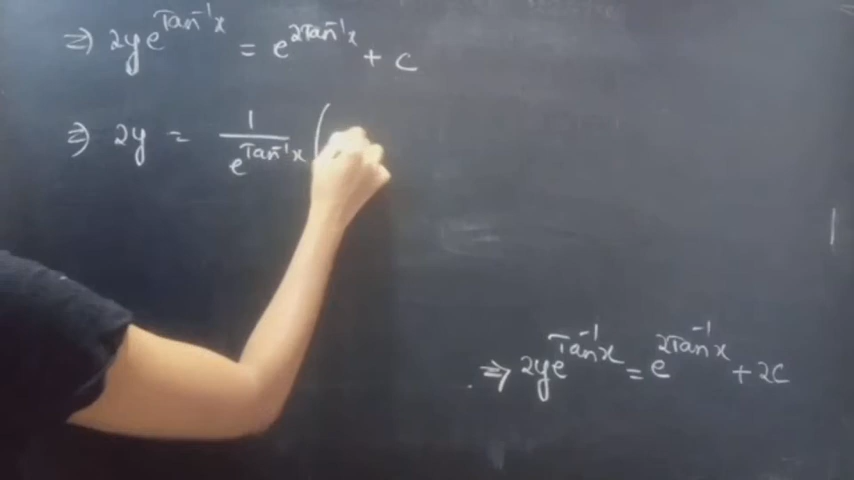 ⇒ 2ye^{Tan⁻¹x} = e^{2Tan⁻¹x} + c
⇒ 2y = 1/e^{Tan⁻¹x} (
⇒ 2ye^{Tan⁻¹x} = e^{2Tan⁻¹x} + 2c